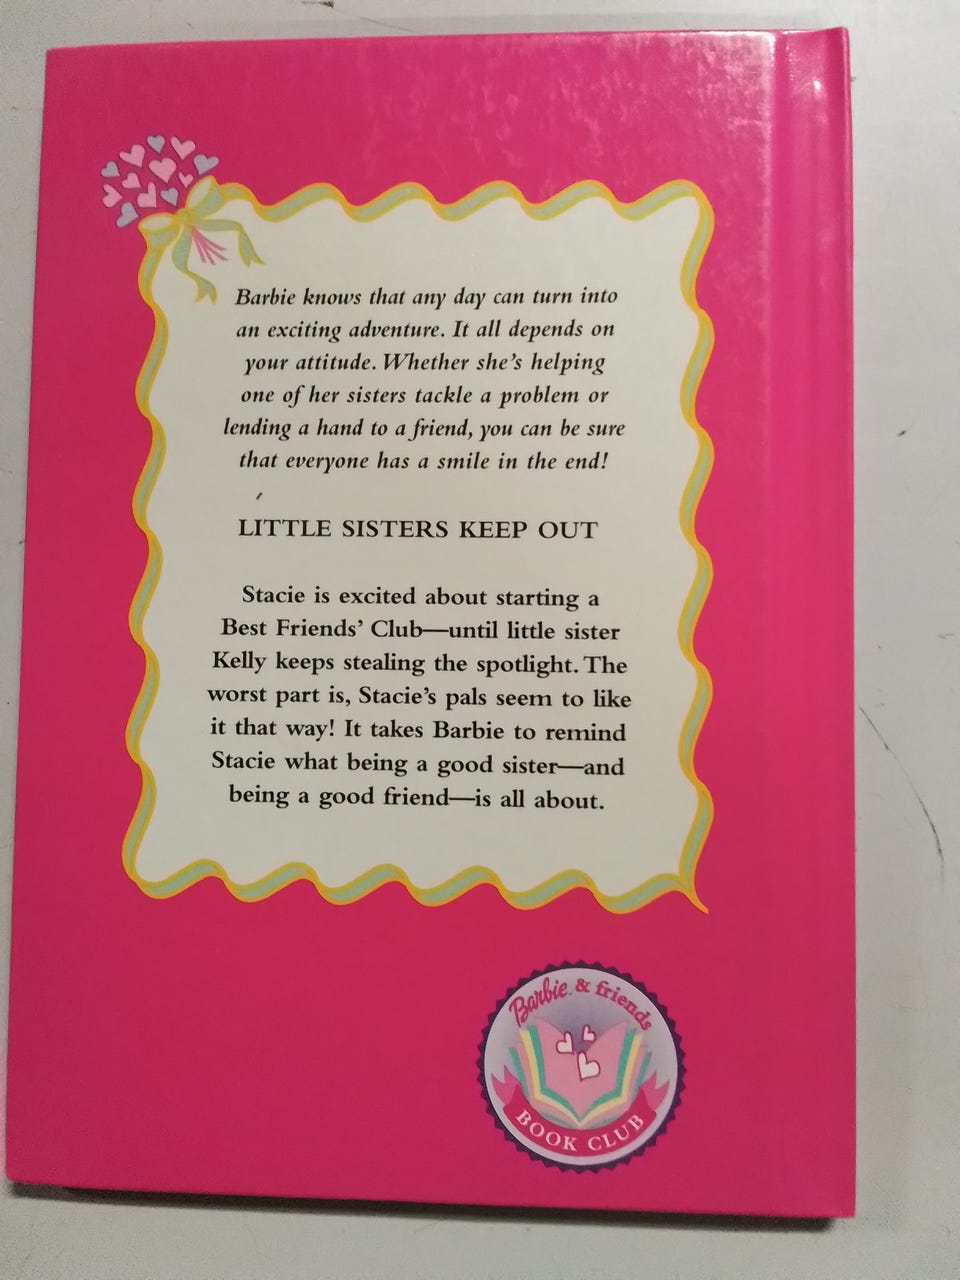 Barbie knows that any day can turn into
an exciting adventure. It all depends on
your attitude. Whether she's helping
one of her sisters tackle a problem or
lending a hand to a friend, you can be sure
that everyone has a smile in the end!
LITTLE SISTERS KEEP OUT
Stacie is excited about starting a
Best Friends' Club—until little sister
Kelly keeps stealing the spotlight. The
worst part is, Stacie's pals seem to like
it that way! It takes Barbie to remind
Stacie what being a good sister—and
being a good friend—is all about.
Barbie™ & friends
BOOK CLUB